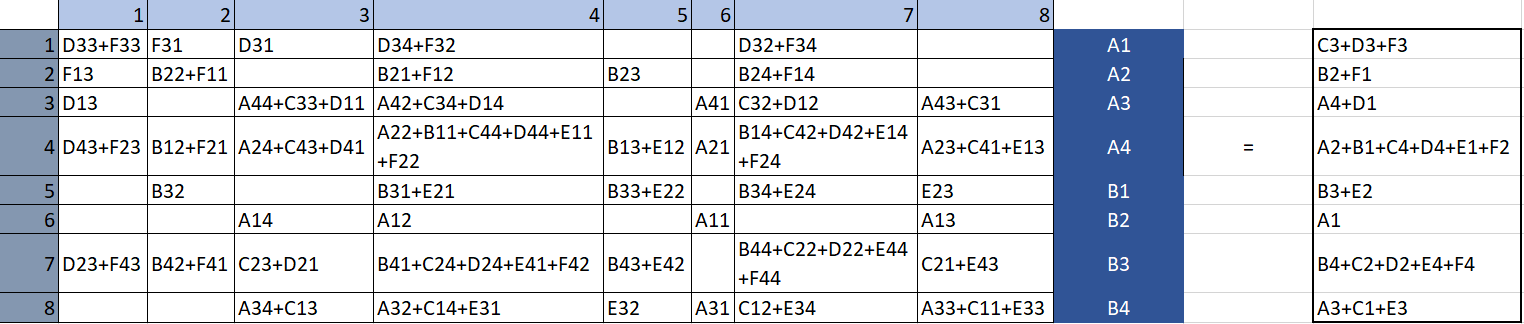 1 2 3 4 5 6 7 8
1 D33+F33 F31 D31 D34+F32 D32+F34 A1 C3+D3+F3
2 F13 B22+F11 B21+F12 B23 B24+F14 A2 B2+F1
3 D13 A44+C33+D11 A42+C34+D14 A41 C32+D12 A43+C31 A3 A4+D1
A22+B11+C44+D44+E11 B14+C42+D42+E14
4 D43+F23 B12+F21 A24+C43+D41 B13+E12 A21 A23+C41+E13 A4 = A2+B1+C4+D4+E1+F2
+F22 +F24
5 B32 B31+E21 B33+E22 B34+E24 E23 B1 B3+E2
6 A14 A12 A11 A13 B2 A1
B44+C22+D22+E44
7 D23+F43 B42+F41 C23+D21 B41+C24+D24+E41+F42 B43+E42 C21+E43 B3 B4+C2+D2+E4+F4
+F44
8 A34+C13 A32+C14+E31 E32 A31 C12+E34 A33+C11+E33 B4 A3+C1+E3